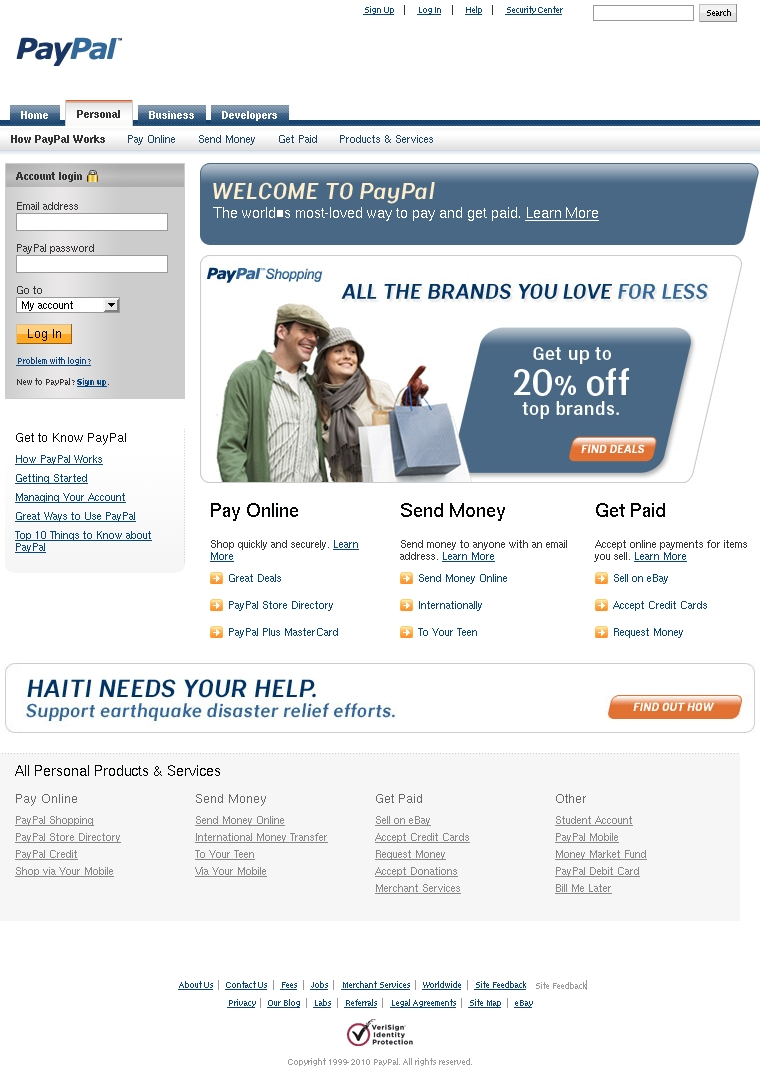 Sign Up | Log In | Help | Security Center Search
PayPal™
Home Personal Business Developers
How PayPal Works Pay Online Send Money Get Paid Products & Services
Account login
Email address
PayPal password
Go to
My account
Log In
Problem with login?
New to PayPal? Sign up.
Get to Know PayPal
How PayPal Works
Getting Started
Managing Your Account
Great Ways to Use PayPal
Top 10 Things to Know about
PayPal
WELCOME TO PayPal
The world■s most-loved way to pay and get paid. Learn More
PayPal™ Shopping
ALL THE BRANDS YOU LOVE FOR LESS
Get up to
20% off
top brands.
FIND DEALS
Pay Online
Shop quickly and securely. Learn
More
Great Deals
PayPal Store Directory
PayPal Plus MasterCard
Send Money
Send money to anyone with an email
address. Learn More
Send Money Online
Internationally
To Your Teen
Get Paid
Accept online payments for items
you sell. Learn More
Sell on eBay
Accept Credit Cards
Request Money
HAITI NEEDS YOUR HELP.
Support earthquake disaster relief efforts.
FIND OUT HOW
All Personal Products & Services
Pay Online
PayPal Shopping
PayPal Store Directory
PayPal Credit
Shop via Your Mobile
Send Money
Send Money Online
International Money Transfer
To Your Teen
Via Your Mobile
Get Paid
Sell on eBay
Accept Credit Cards
Request Money
Accept Donations
Merchant Services
Other
Student Account
PayPal Mobile
Money Market Fund
PayPal Debit Card
Bill Me Later
About Us | Contact Us | Fees | Jobs | Merchant Services | Worldwide | Site Feedback Site Feedback|
Privacy | Our Blog | Labs | Referrals | Legal Agreements | Site Map | eBay
VeriSign
Identity
Protection
Copyright 1999-2010 PayPal. All rights reserved.